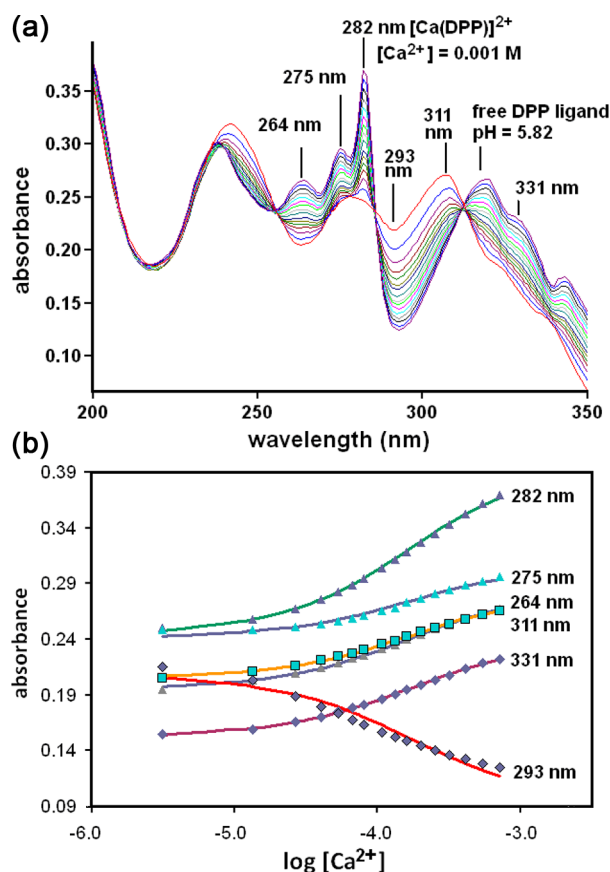 (a)
282 nm [Ca(DPP)]²⁺
[Ca²⁺] = 0.001 M
275 nm
264 nm
311
nm
free DPP ligand
pH = 5.82
293
nm
331 nm
0.35
0.30
0.25
0.20
0.15
0.10
absorbance
200
250
300
350
wavelength (nm)
(b)
0.39
0.34
0.29
0.24
0.19
0.14
0.09
absorbance
282 nm
275 nm
264 nm
311 nm
331 nm
293 nm
-6.0
-5.0
-4.0
-3.0
log [Ca²⁺]